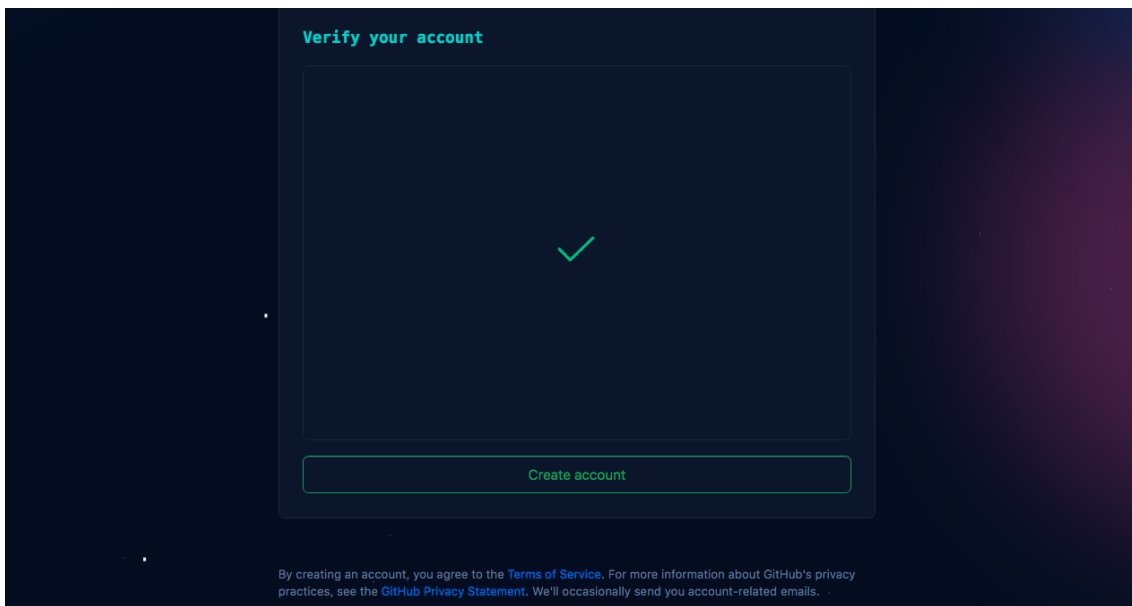 Verify your account
Create account
By creating an account, you agree to the Terms of Service. For more information about GitHub's privacy
practices, see the GitHub Privacy Statement. We'll occasionally send you account-related emails.